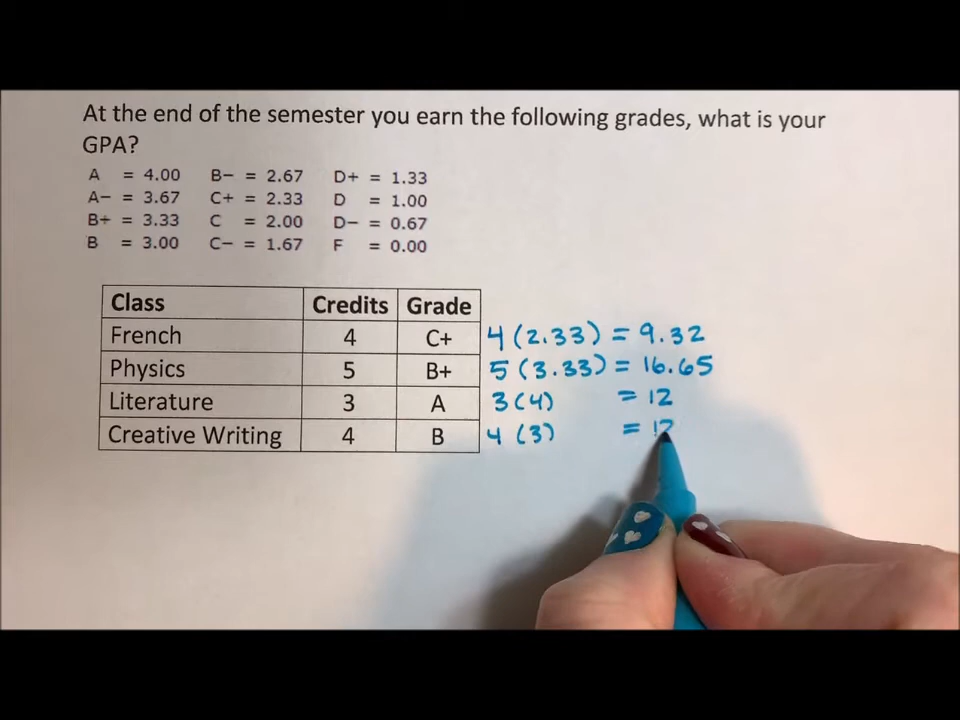 At the end of the semester you earn the following grades, what is your
GPA?
A = 4.00 B- = 2.67 D+ = 1.33
A- = 3.67 C+ = 2.33 D = 1.00
B+ = 3.33 C = 2.00 D- = 0.67
B = 3.00 C- = 1.67 F = 0.00
Class Credits Grade
French 4 C+ 4 (2.33) = 9.32
Physics 5 B+ 5 (3.33) = 16.65
Literature 3 A 3 (4) = 12
Creative Writing 4 B 4 (3) = 12